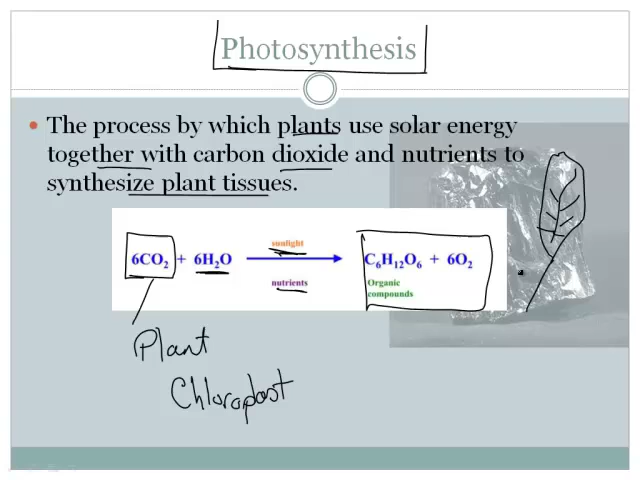 Photosynthesis
• The process by which plants use solar energy
together with carbon dioxide and nutrients to
synthesize plant tissues.
6CO₂ + 6H₂O sunlight C₆H₁₂O₆ + 6O₂
nutrients Organic
compounds
Plant
Chloroplast